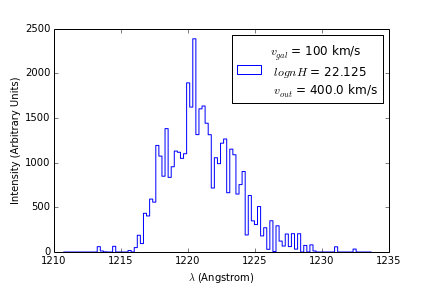 2500
2000
1500
1000
500
0
Intensity (Arbitrary Units)
v_gal = 100 km/s
lognH = 22.125
v_out = 400.0 km/s
1210 1215 1220 1225 1230 1235
λ (Angstrom)